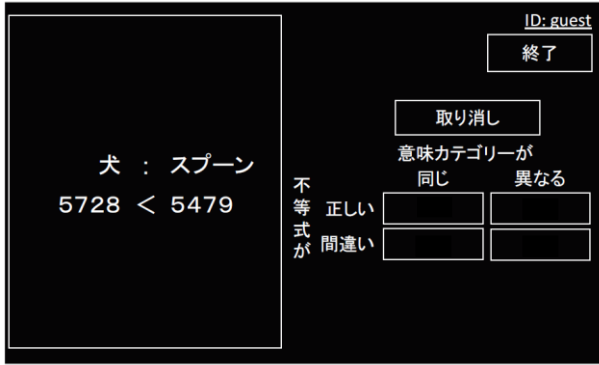 ID: guest
終了
取り消し
犬 : スプーン
5728 < 5479
意味カテゴリーが
同じ 異なる
不等式が
正しい
間違い